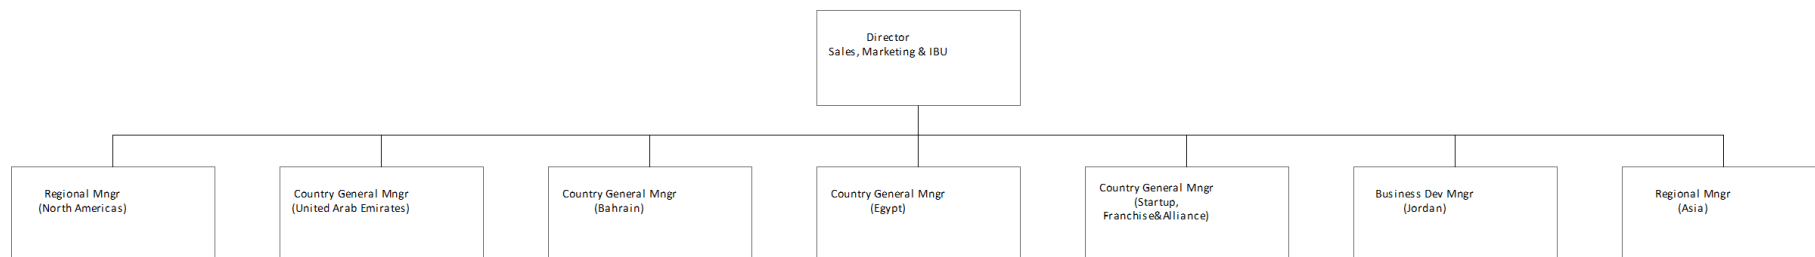 Director
Sales, Marketing & IBU
Regional Mngr
(North Americas)
Country General Mngr
(United Arab Emirates)
Country General Mngr
(Bahrain)
Country General Mngr
(Egypt)
Country General Mngr
(Startup,
Franchise&Alliance)
Business Dev Mngr
(Jordan)
Regional Mngr
(Asia)